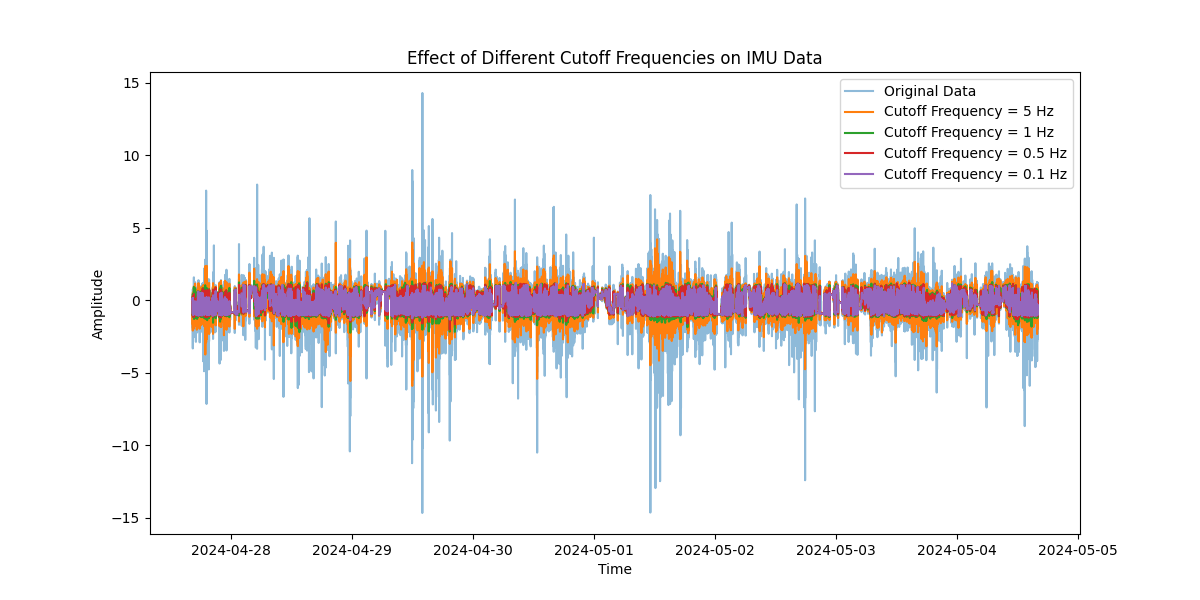 Effect of Different Cutoff Frequencies on IMU Data
15
10
5
0
−5
−10
−15
Amplitude
Original Data
Cutoff Frequency = 5 Hz
Cutoff Frequency = 1 Hz
Cutoff Frequency = 0.5 Hz
Cutoff Frequency = 0.1 Hz
2024-04-28 2024-04-29 2024-04-30 2024-05-01 2024-05-02 2024-05-03 2024-05-04 2024-05-05
Time